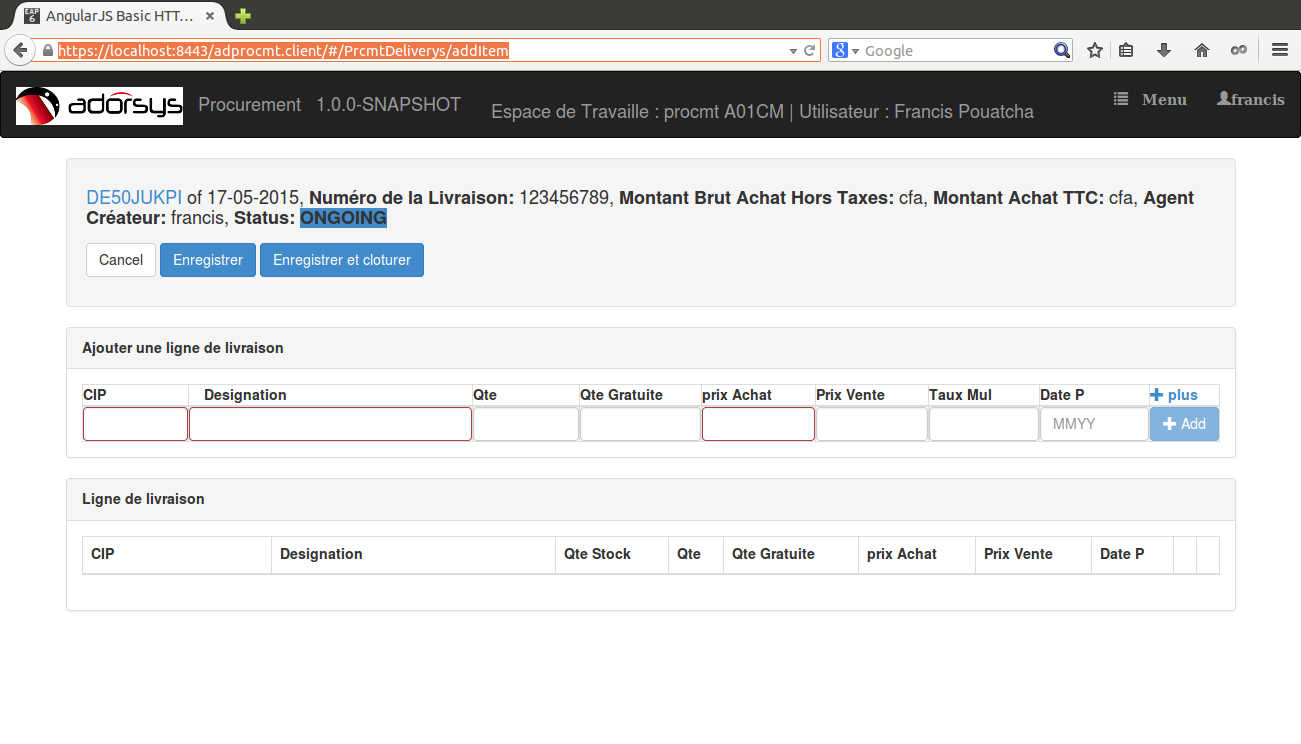 EAP 6 AngularJS Basic HTT... ×
https://localhost:8443/adprocmt.client/#/PrcmtDeliverys/addItem 8 Google
adorsys Procurement 1.0.0-SNAPSHOT Espace de Travaille : procmt A01CM | Utilisateur : Francis Pouatcha Menu francis
DE50JUKPI of 17-05-2015, Numéro de la Livraison: 123456789, Montant Brut Achat Hors Taxes: cfa, Montant Achat TTC: cfa, Agent
Créateur: francis, Status: ONGOING
Cancel Enregistrer Enregistrer et cloturer
Ajouter une ligne de livraison
CIP Designation Qte Qte Gratuite prix Achat Prix Vente Taux Mul Date P + plus
MMYY + Add
Ligne de livraison
CIP Designation Qte Stock Qte Qte Gratuite prix Achat Prix Vente Date P